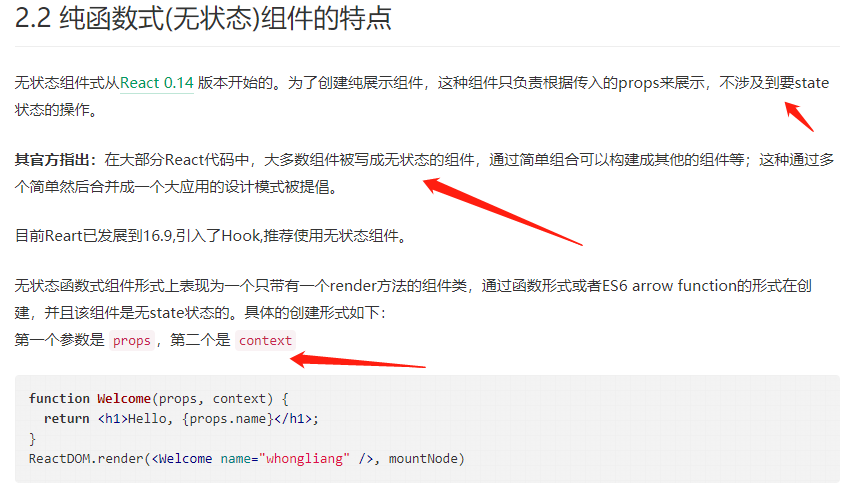 2.2 纯函数式(无状态)组件的特点
无状态组件式从React 0.14 版本开始的。为了创建纯展示组件，这种组件只负责根据传入的props来展示，不涉及到要state
状态的操作。
其官方指出：在大部分React代码中，大多数组件被写成无状态的组件，通过简单组合可以构建成其他的组件等；这种通过多
个简单然后合并成一个大应用的设计模式被提倡。
目前Reart已发展到16.9,引入了Hook,推荐使用无状态组件。
无状态函数式组件形式上表现为一个只带有一个render方法的组件类，通过函数形式或者ES6 arrow function的形式在创
建，并且该组件是无state状态的。具体的创建形式如下：
第一个参数是 props ，第二个是 context
function Welcome(props, context) {
  return <h1>Hello, {props.name}</h1>;
}
ReactDOM.render(<Welcome name="whongliang" />, mountNode)